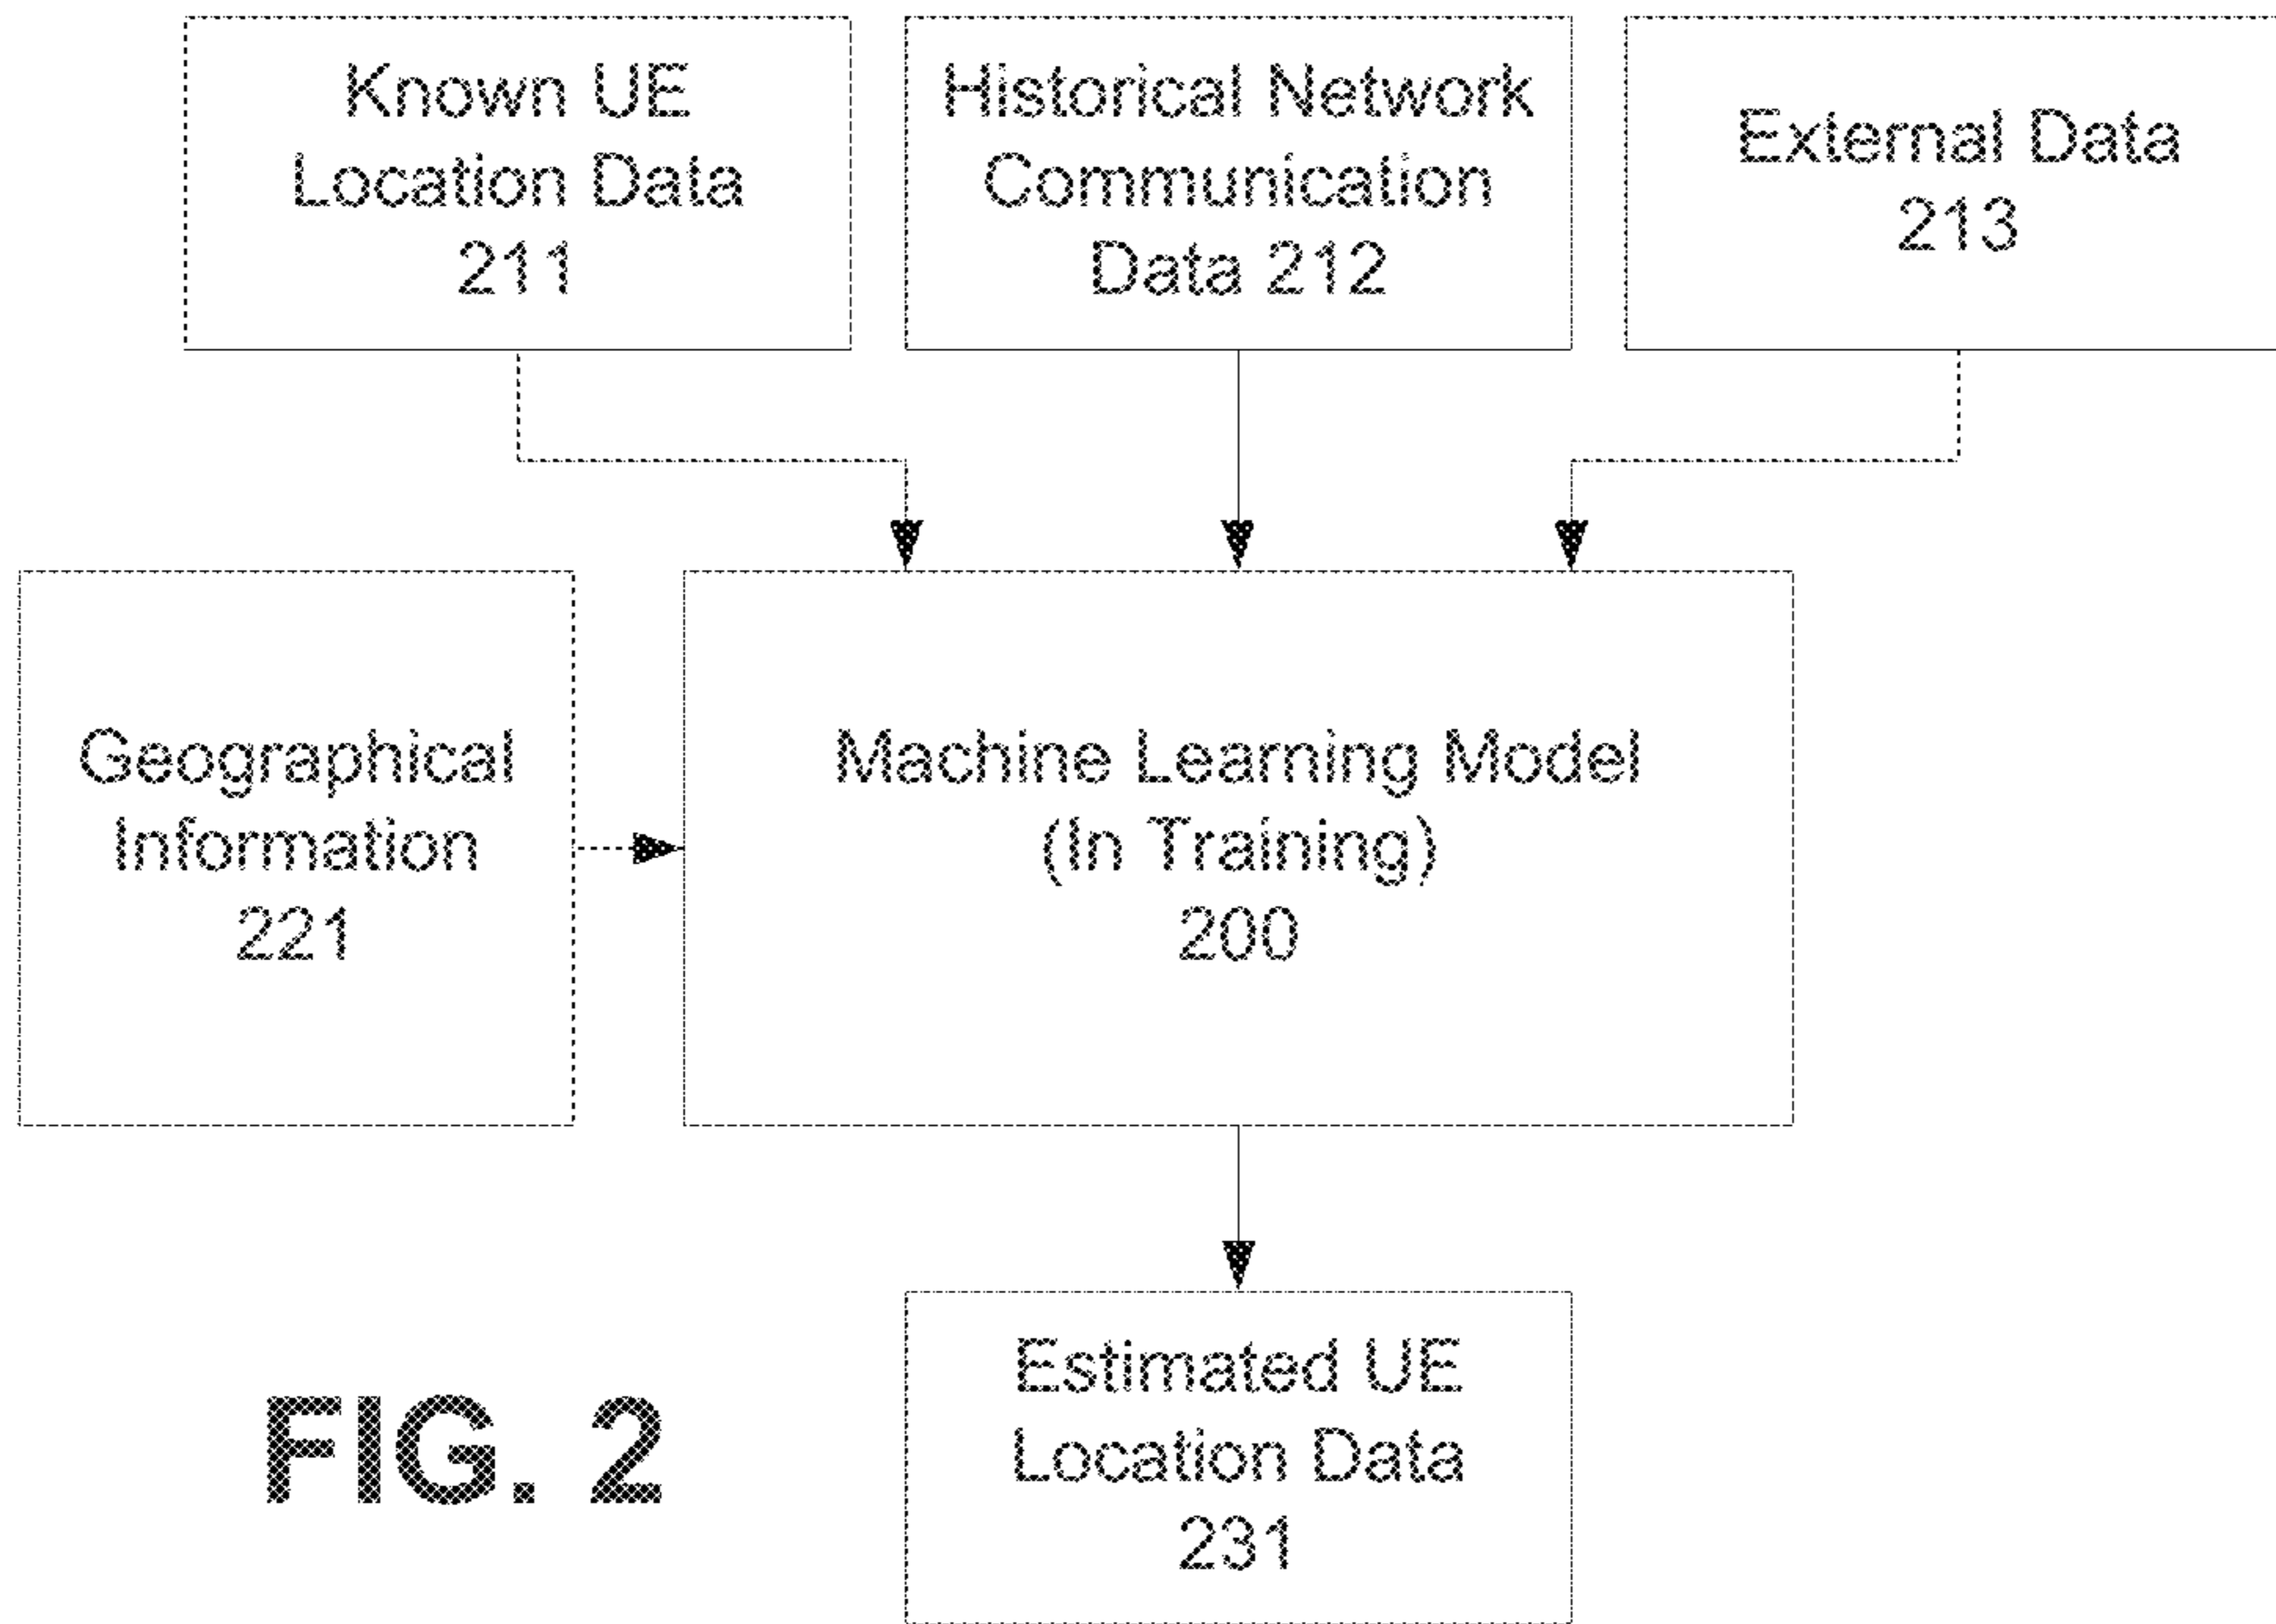 Known UE
Location Data
211
Historical Network
Communication
Data 212
External Data
213
Geographical
Information
221
Machine Learning Model
(In Training)
200
Estimated UE
Location Data
231
FIG. 2